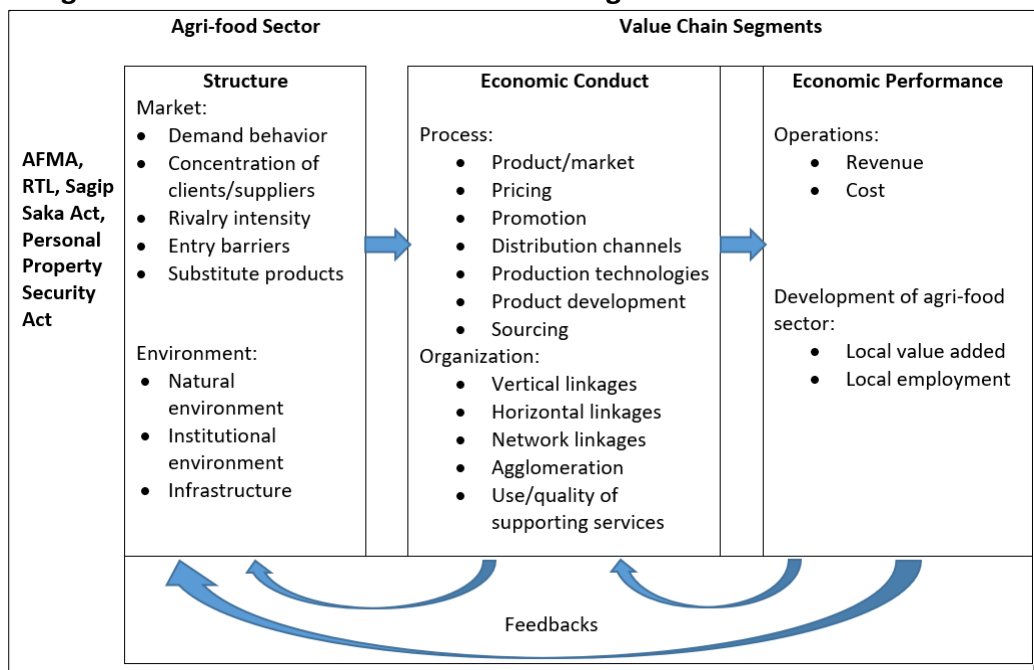 Agri-food Sector
Value Chain Segments
AFMA,
RTL, Sagip
Saka Act,
Personal
Property
Security
Act
Structure
Market:
• Demand behavior
• Concentration of
clients/suppliers
• Rivalry intensity
• Entry barriers
• Substitute products
Environment:
• Natural
environment
• Institutional
environment
• Infrastructure
Economic Conduct
Process:
• Product/market
• Pricing
• Promotion
• Distribution channels
• Production technologies
• Product development
• Sourcing
Organization:
• Vertical linkages
• Horizontal linkages
• Network linkages
• Agglomeration
• Use/quality of
supporting services
Economic Performance
Operations:
• Revenue
• Cost
Development of agri-food
sector:
• Local value added
• Local employment
Feedbacks